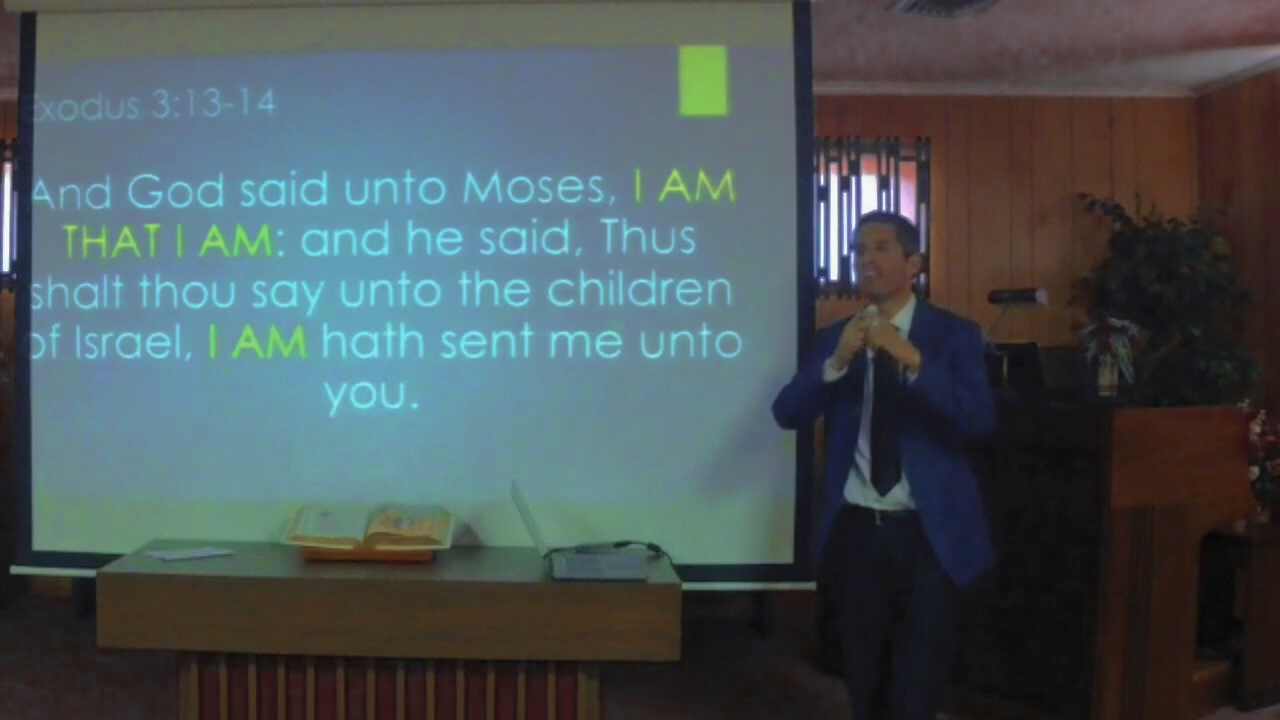 Exodus 3:13-14
And God said unto Moses, I AM
THAT I AM: and he said, Thus
shalt thou say unto the children
of Israel, I AM hath sent me unto
you.